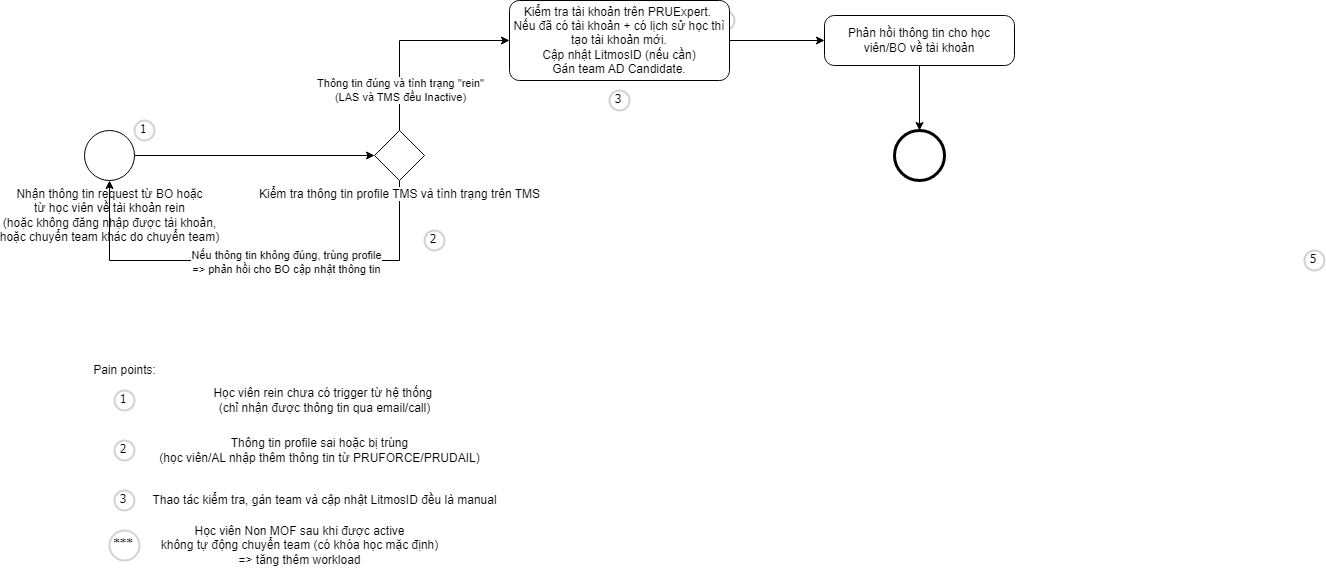 Kiểm tra tài khoản trên PRUExpert.
Nếu đã có tài khoản + có lịch sử học thì
tạo tài khoản mới.
Cập nhật LitmosID (nếu cần)
Gán team AD Candidate.
Phản hồi thông tin cho học
viên/BO về tài khoản
Thông tin đúng và tình trạng "rein"
(LAS và TMS đều Inactive)
3
1
Nhận thông tin request từ BO hoặc
từ học viên về tài khoản rein
(hoặc không đăng nhập được tài khoản,
hoặc chuyển team khác do chuyển team)
Kiểm tra thông tin profile TMS và tình trạng trên TMS
2
Nếu thông tin không đúng, trùng profile
=> phản hồi cho BO cập nhật thông tin
5
Pain points:
1
Học viên rein chưa có trigger từ hệ thống
(chỉ nhận được thông tin qua email/call)
2
Thông tin profile sai hoặc bị trùng
(học viên/AL nhập thêm thông tin từ PRUFORCE/PRUDAIL)
3
Thao tác kiểm tra, gán team và cập nhật LitmosID đều là manual
***
Học viên Non MOF sau khi được active
không tự động chuyển team (có khóa học mặc định)
=> tăng thêm workload